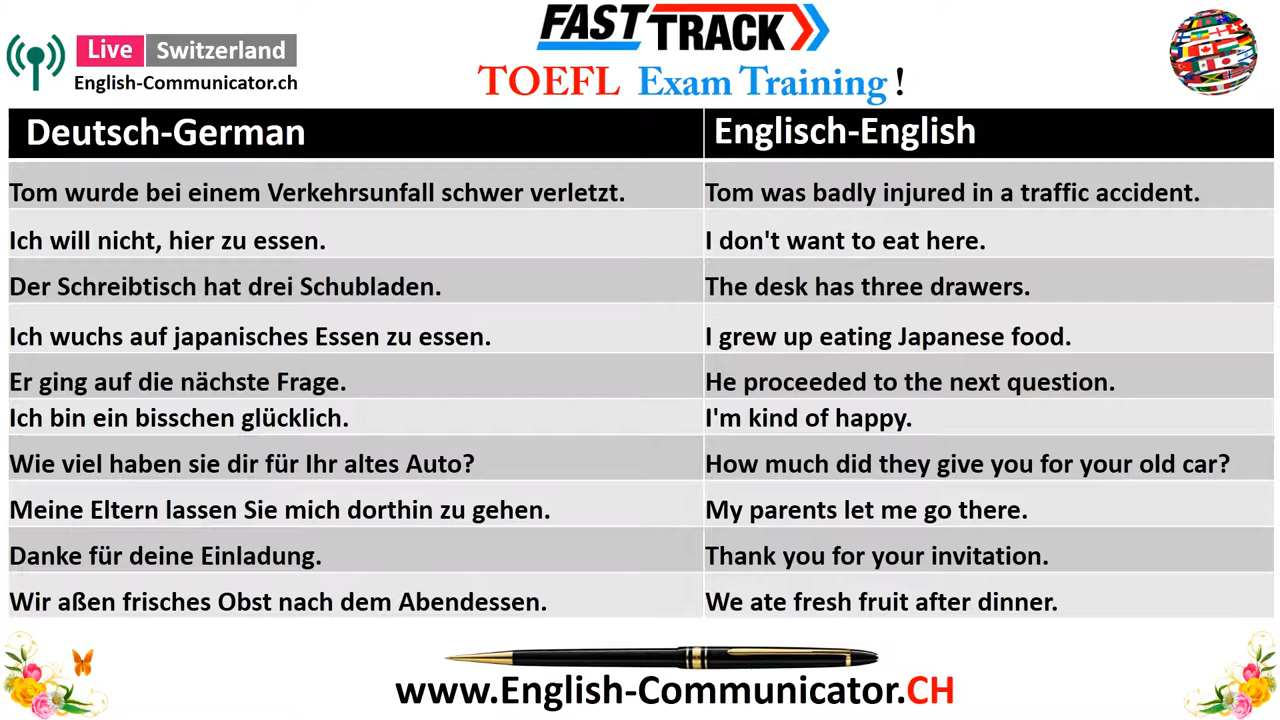 Live Switzerland
English-Communicator.ch
FAST TRACK
TOEFL Exam Training !
Deutsch-German Englisch-English
Tom wurde bei einem Verkehrsunfall schwer verletzt. Tom was badly injured in a traffic accident.
Ich will nicht, hier zu essen. I don't want to eat here.
Der Schreibtisch hat drei Schubladen. The desk has three drawers.
Ich wuchs auf japanisches Essen zu essen. I grew up eating Japanese food.
Er ging auf die nächste Frage. He proceeded to the next question.
Ich bin ein bisschen glücklich. I'm kind of happy.
Wie viel haben sie dir für Ihr altes Auto? How much did they give you for your old car?
Meine Eltern lassen Sie mich dorthin zu gehen. My parents let me go there.
Danke für deine Einladung. Thank you for your invitation.
Wir aßen frisches Obst nach dem Abendessen. We ate fresh fruit after dinner.
www.English-Communicator.CH